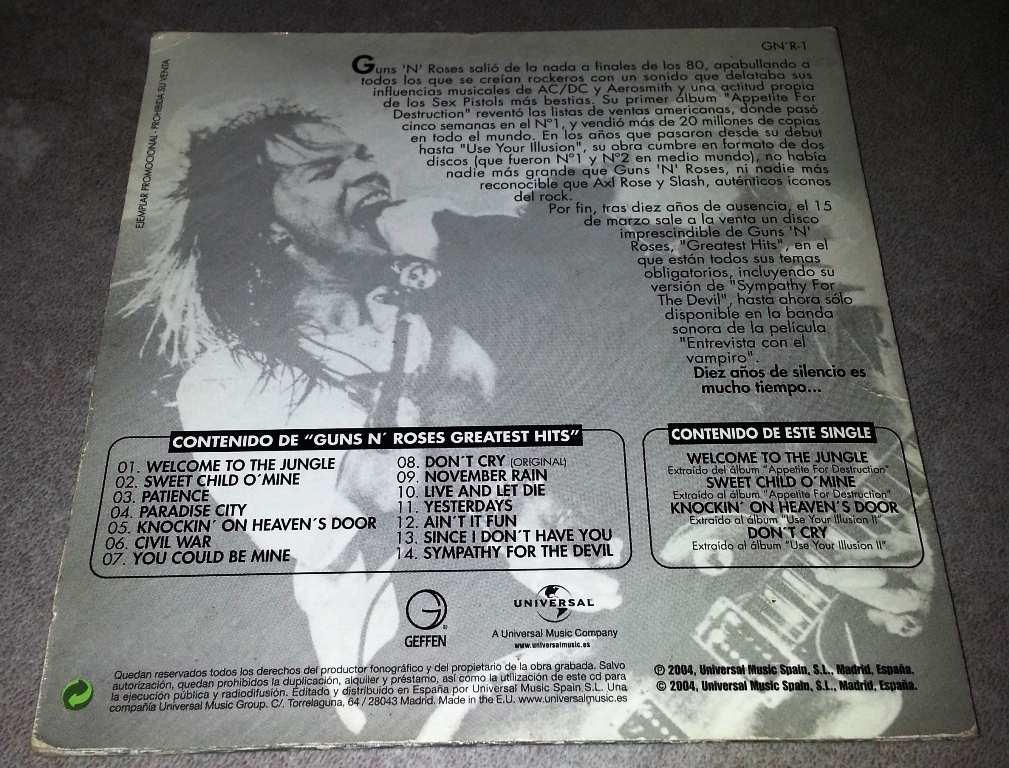 GN'R-1
EJEMPLAR PROMOCIONAL - PROHIBIDA SU VENTA
Guns 'N' Roses salió de la nada a finales de los 80, apabullando a
todos los que se creían rockeros con un sonido que delataba sus
influencias musicales de AC/DC y Aerosmith y una actitud propia
de los Sex Pistols más bestias. Su primer álbum "Appetite For
Destruction" reventó las listas de ventas americanas, donde pasó
cinco semanas en el Nº1, y vendió más de 20 millones de copias
en todo el mundo. En los años que pasaron desde su debut
hasta "Use Your Illusion", su obra cumbre en formato de dos
discos (que fueron Nº1 y Nº2 en medio mundo), no había
nadie más grande que Guns 'N' Roses, ni nadie más
reconocible que Axl Rose y Slash, auténticos iconos
del rock.
Por fin, tras diez años de ausencia, el 15
de marzo sale a la venta un disco
imprescindible de Guns 'N'
Roses, "Greatest Hits", en el
que están todos sus temas
obligatorios, incluyendo su
versión de "Sympathy For
The Devil", hasta ahora sólo
disponible en la banda
sonora de la película
"Entrevista con el
vampiro".
Diez años de silencio es
mucho tiempo...
CONTENIDO DE "GUNS N´ ROSES GREATEST HITS"
01. WELCOME TO THE JUNGLE
02. SWEET CHILD O´MINE
03. PATIENCE
04. PARADISE CITY
05. KNOCKIN´ ON HEAVEN´S DOOR
06. CIVIL WAR
07. YOU COULD BE MINE
08. DON´T CRY (ORIGINAL)
09. NOVEMBER RAIN
10. LIVE AND LET DIE
11. YESTERDAYS
12. AIN´T IT FUN
13. SINCE I DON´T HAVE YOU
14. SYMPATHY FOR THE DEVIL
CONTENIDO DE ESTE SINGLE
WELCOME TO THE JUNGLE
Extraído del álbum "Appetite For Destruction"
SWEET CHILD O´MINE
Extraído al álbum "Appetite For Destruction"
KNOCKIN´ ON HEAVEN´S DOOR
Extraído al álbum "Use Your Illusion II"
DON´T CRY
Extraído al álbum "Use Your Illusion II"
GEFFEN
UNIVERSAL
A Universal Music Company
www.universalmusic.es
Quedan reservados todos los derechos del productor fonográfico y del propietario de la obra grabada. Salvo
autorización, quedan prohibidos la duplicación, alquiler y préstamo, así como la utilización de este cd para
la ejecución pública y radiodifusión. Editado y distribuido en España por Universal Music Spain S.L. Una
compañía Universal Music Group. C/. Torrelaguna, 64 / 28043 Madrid. Made in the E.U. www.universalmusic.es
℗ 2004, Universal Music Spain, S.L., Madrid, España.
© 2004, Universal Music Spain, S.L., Madrid, España.